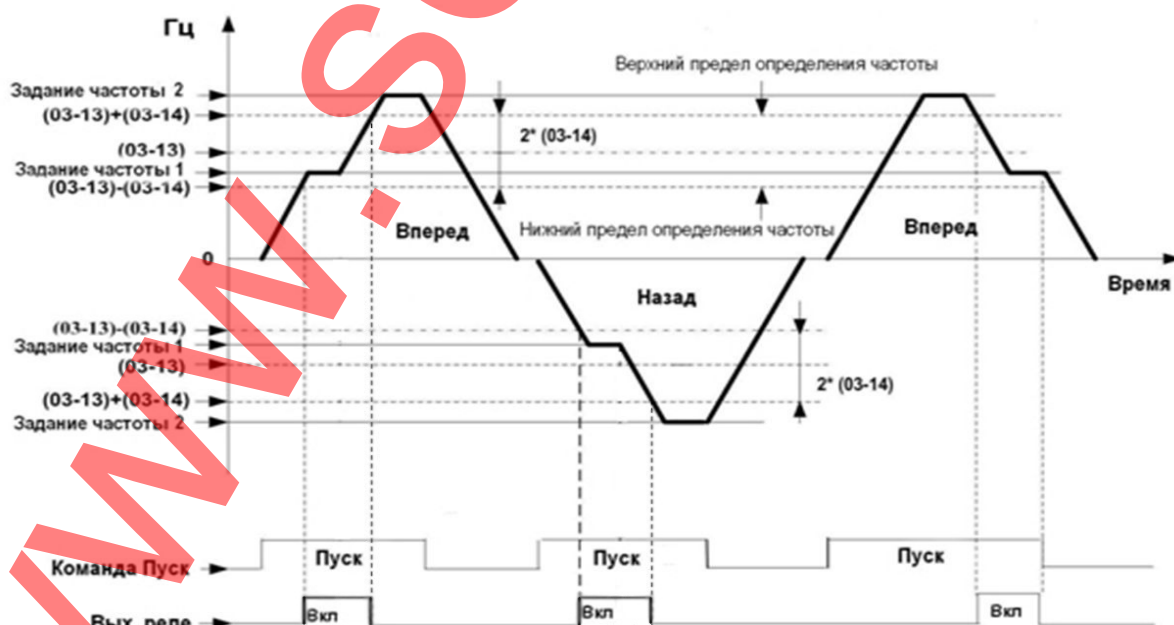 Гц
Верхний предел определения частоты
Задание частоты 2
(03-13)+(03-14)
2* (03-14)
(03-13)
Задание частоты 1
(03-13)-(03-14)
Вперед
Нижний предел определения частоты
Вперед
0
Время
Назад
(03-13)-(03-14)
Задание частоты 1
(03-13)
2* (03-14)
(03-13)+(03-14)
Задание частоты 2
Команда Пуск
Пуск
Пуск
Пуск
Вых. реле
Вкл
Вкл
Вкл
www.s